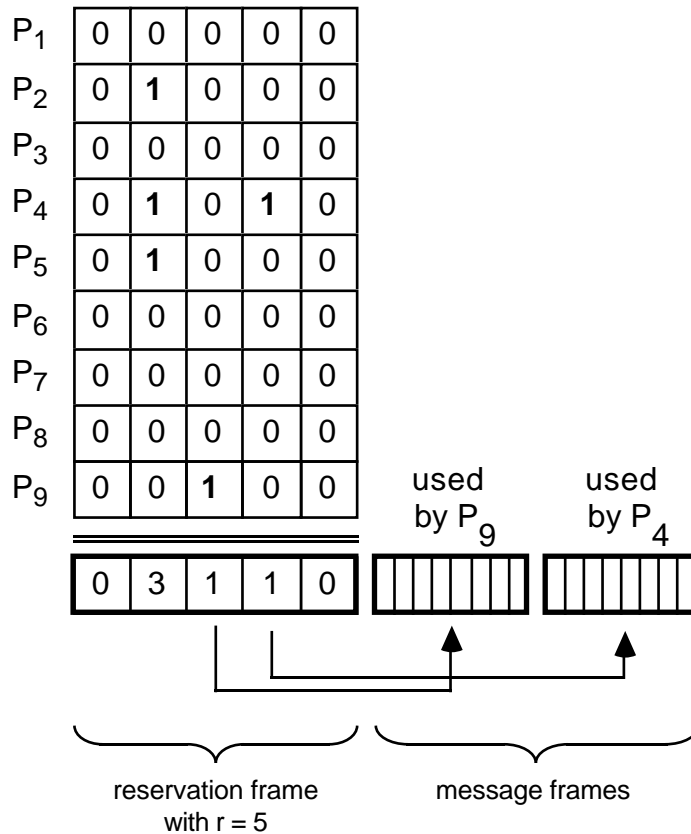 P1 0 0 0 0 0
P2 0 1 0 0 0
P3 0 0 0 0 0
P4 0 1 0 1 0
P5 0 1 0 0 0
P6 0 0 0 0 0
P7 0 0 0 0 0
P8 0 0 0 0 0
P9 0 0 1 0 0
used
by P9
used
by P4
0 3 1 1 0
reservation frame
with r = 5
message frames